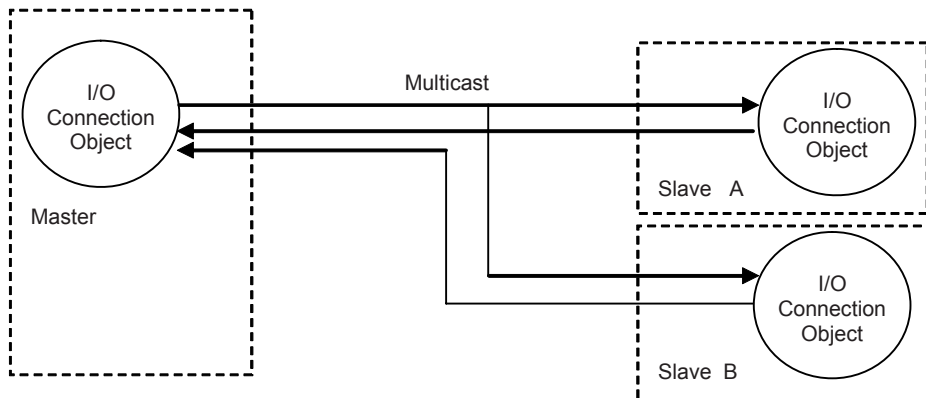 I/O
Connection
Object
Master
Multicast
I/O
Connection
Object
Slave A
I/O
Connection
Object
Slave B